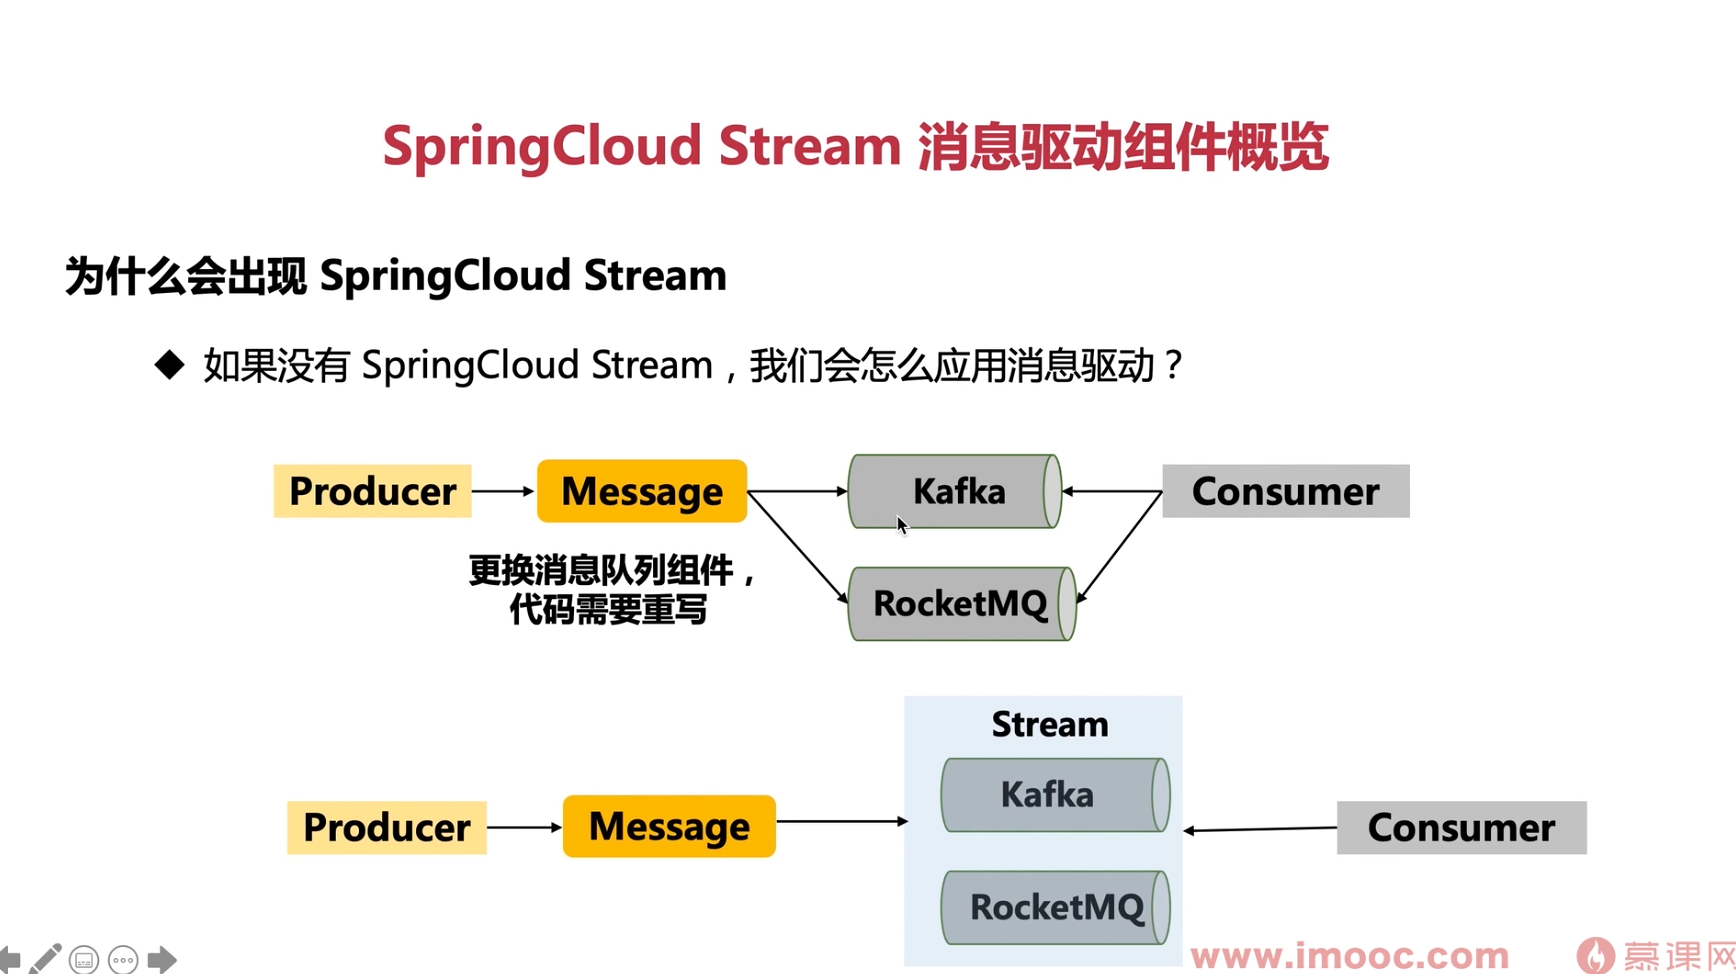 SpringCloud Stream 消息驱动组件概览
为什么会出现 SpringCloud Stream
◆ 如果没有 SpringCloud Stream，我们会怎么应用消息驱动？
Producer
Message
Kafka
Consumer
更换消息队列组件，
代码需要重写
RocketMQ
Stream
Kafka
Producer
Message
Consumer
RocketMQ
www.imooc.com
慕课网